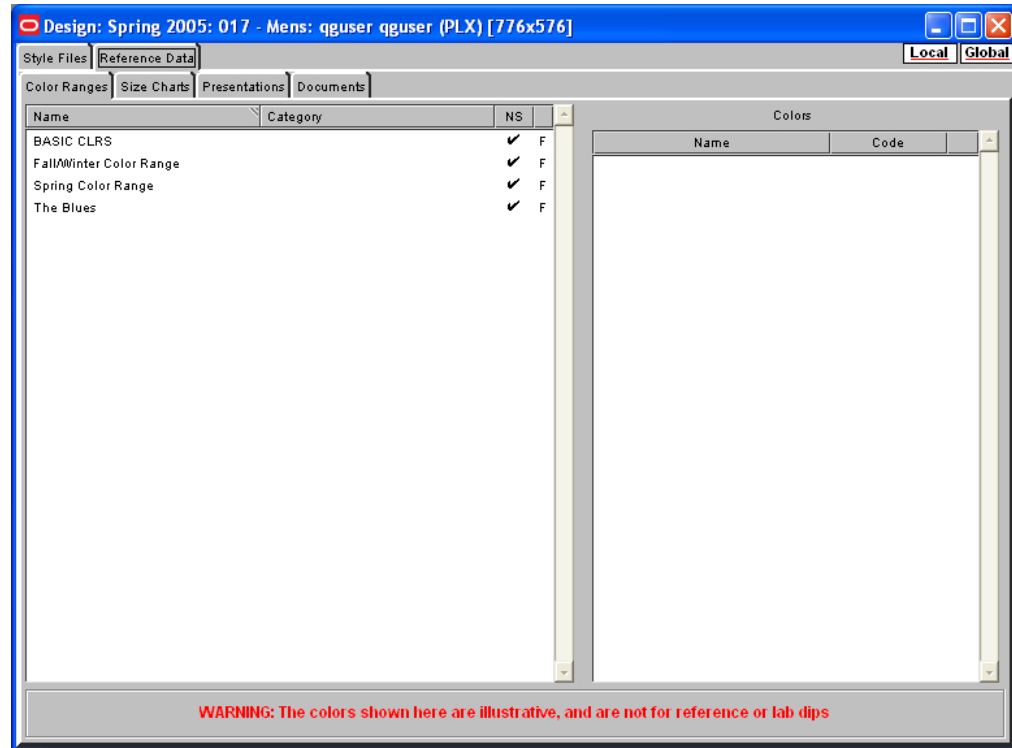 Design: Spring 2005: 017 - Mens: qguser qguser (PLX) [776x576]
Style Files Reference Data Local Global
Color Ranges Size Charts Presentations Documents
Name Category NS Colors
Name Code
BASIC CLRS ✔ F
Fall/Winter Color Range ✔ F
Spring Color Range ✔ F
The Blues ✔ F
WARNING: The colors shown here are illustrative, and are not for reference or lab dips